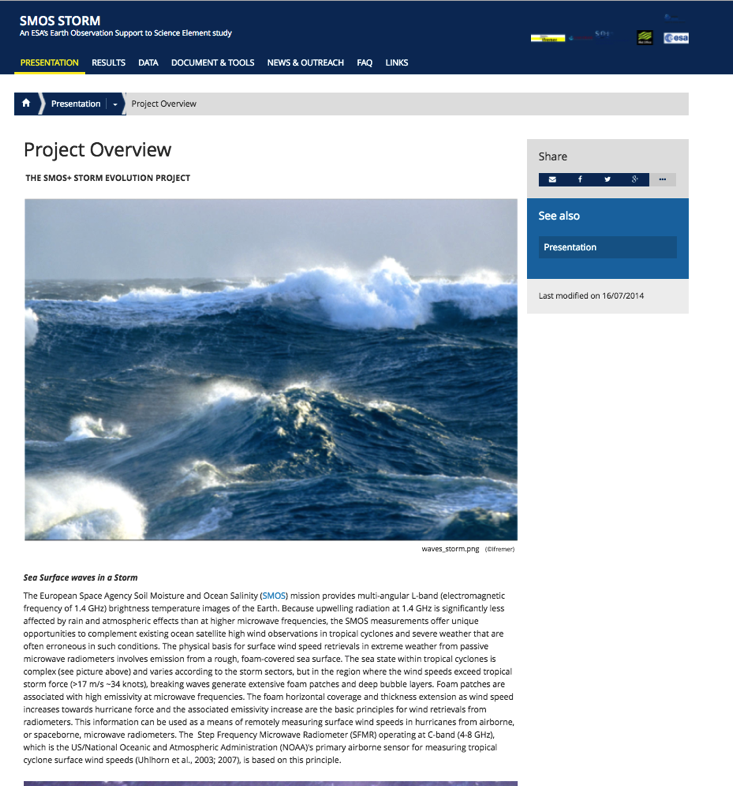 SMOS STORM
An ESA's Earth Observation Support to Science Element study
esa
PRESENTATION RESULTS DATA DOCUMENT & TOOLS NEWS & OUTREACH FAQ LINKS
Presentation Project Overview
Project Overview
THE SMOS+ STORM EVOLUTION PROJECT
Share
See also
Presentation
Last modified on 16/07/2014
waves_storm.png (©Ifremer)
Sea Surface waves in a Storm
The European Space Agency Soil Moisture and Ocean Salinity (SMOS) mission provides multi-angular L-band (electromagnetic
frequency of 1.4 GHz) brightness temperature images of the Earth. Because upwelling radiation at 1.4 GHz is significantly less
affected by rain and atmospheric effects than at higher microwave frequencies, the SMOS measurements offer unique
opportunities to complement existing ocean satellite high wind observations in tropical cyclones and severe weather that are
often erroneous in such conditions. The physical basis for surface wind speed retrievals in extreme weather from passive
microwave radiometers involves emission from a rough, foam-covered sea surface. The sea state within tropical cyclones is
complex (see picture above) and varies according to the storm sectors, but in the region where the wind speeds exceed tropical
storm force (>17 m/s ~34 knots), breaking waves generate extensive foam patches and deep bubble layers. Foam patches are
associated with high emissivity at microwave frequencies. The foam horizontal coverage and thickness extension as wind speed
increases towards hurricane force and the associated emissivity increase are the basic principles for wind retrievals from
radiometers. This information can be used as a means of remotely measuring surface wind speeds in hurricanes from airborne,
or spaceborne, microwave radiometers. The Step Frequency Microwave Radiometer (SFMR) operating at C-band (4-8 GHz),
which is the US/National Oceanic and Atmospheric Administration (NOAA)'s primary airborne sensor for measuring tropical
cyclone surface wind speeds (Uhlhorn et al., 2003; 2007), is based on this principle.